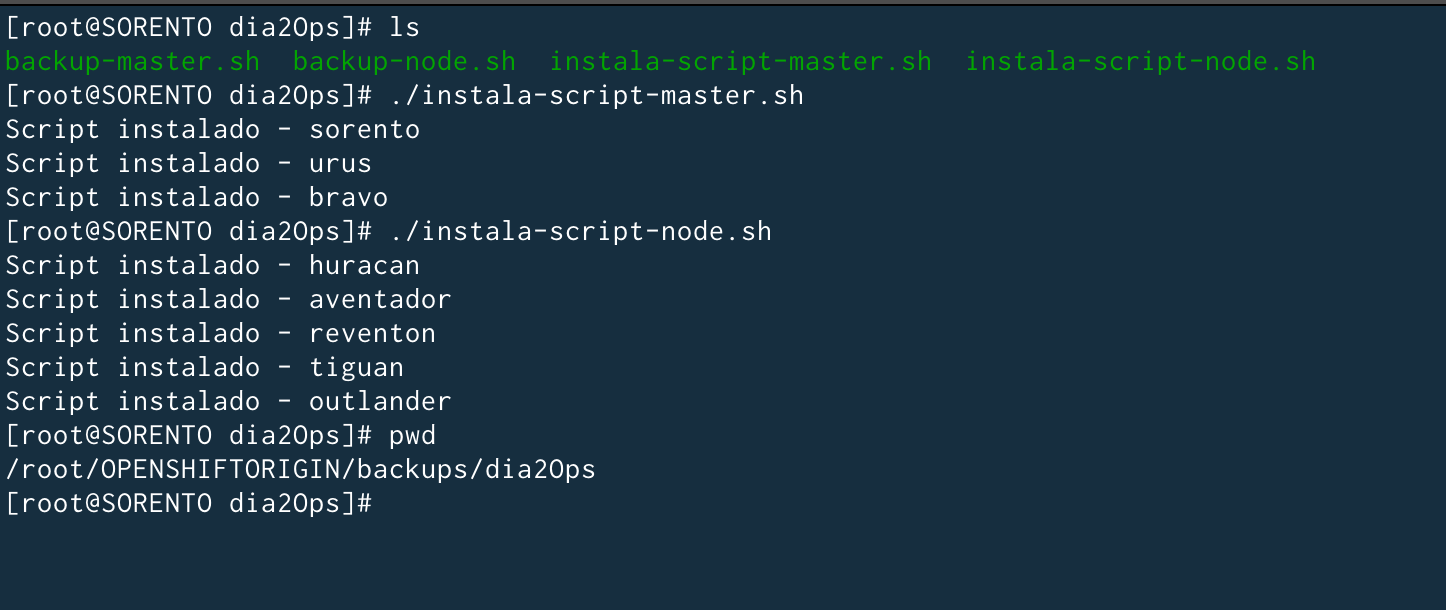 [root@SORENTO dia2Ops]# ls
backup-master.sh  backup-node.sh  instala-script-master.sh  instala-script-node.sh
[root@SORENTO dia2Ops]# ./instala-script-master.sh
Script instalado - sorento
Script instalado - urus
Script instalado - bravo
[root@SORENTO dia2Ops]# ./instala-script-node.sh
Script instalado - huracan
Script instalado - aventador
Script instalado - reventon
Script instalado - tiguan
Script instalado - outlander
[root@SORENTO dia2Ops]# pwd
/root/OPENSHIFTORIGIN/backups/dia2Ops
[root@SORENTO dia2Ops]#